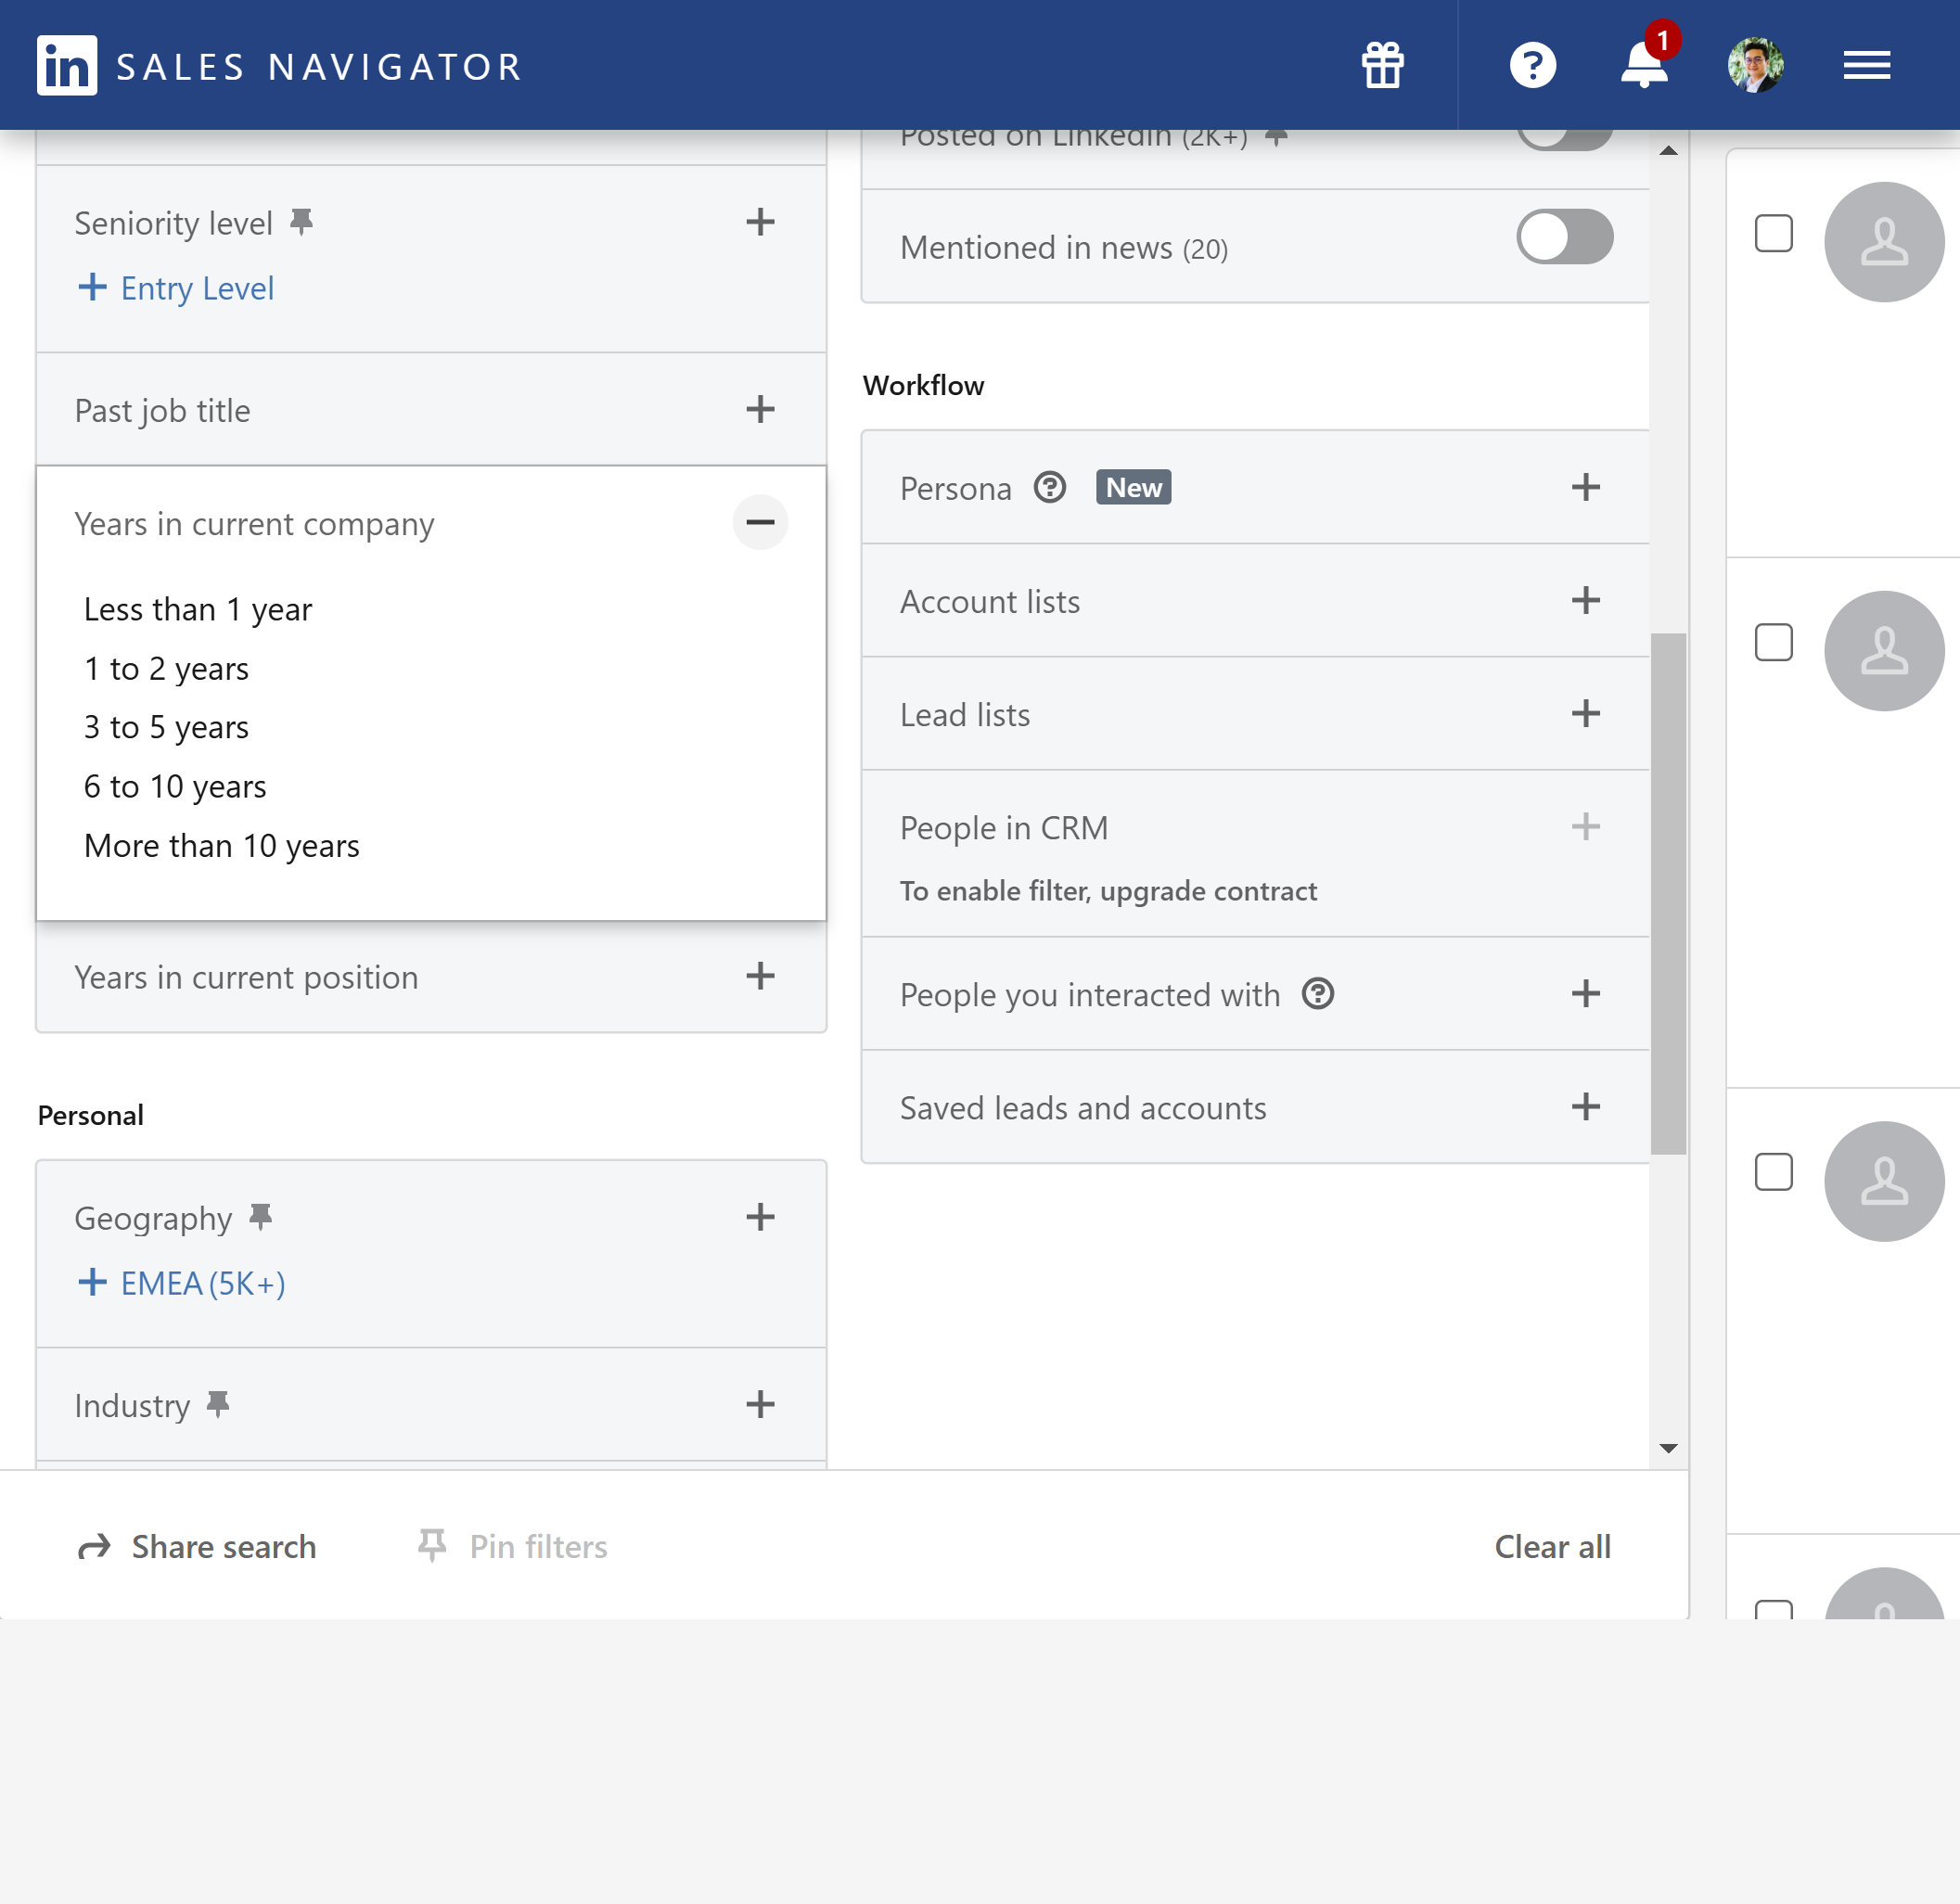 in SALES NAVIGATOR
1
Seniority level
Entry Level
Past job title
Years in current company
Less than 1 year
1 to 2 years
3 to 5 years
6 to 10 years
More than 10 years
Years in current position
Personal
Geography
EMEA (5K+)
Industry
Posted on LinkedIn (2K+)
Mentioned in news (20)
Workflow
Persona New
Account lists
Lead lists
People in CRM
To enable filter, upgrade contract
People you interacted with
Saved leads and accounts
Share search
Pin filters
Clear all